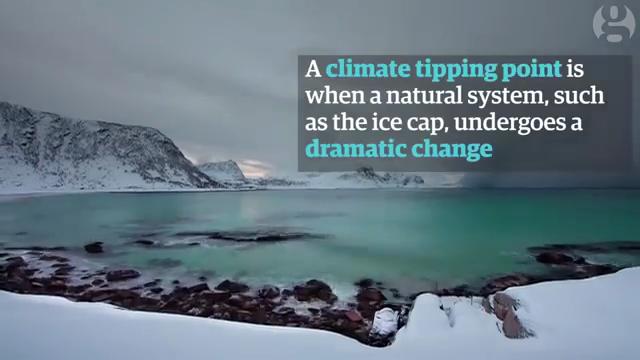 A climate tipping point is
when a natural system, such
as the ice cap, undergoes a
dramatic change